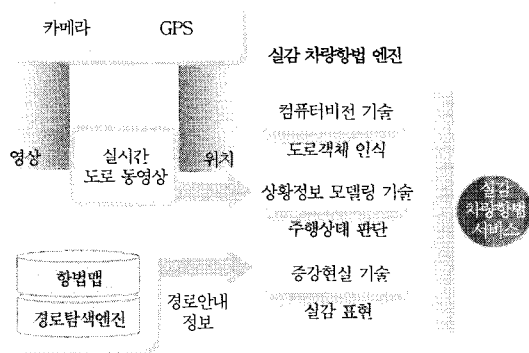 카메라
GPS
영상
실시간
도로 동영상
위치
항법맵
경로탐색엔진
경로안내
정보
실감 차량항법 엔진
컴퓨터비전 기술
도로객체 인식
상황정보 모델링 기술
주행상태 판단
증강현실 기술
실감 표현
실감
차량항법
서비스